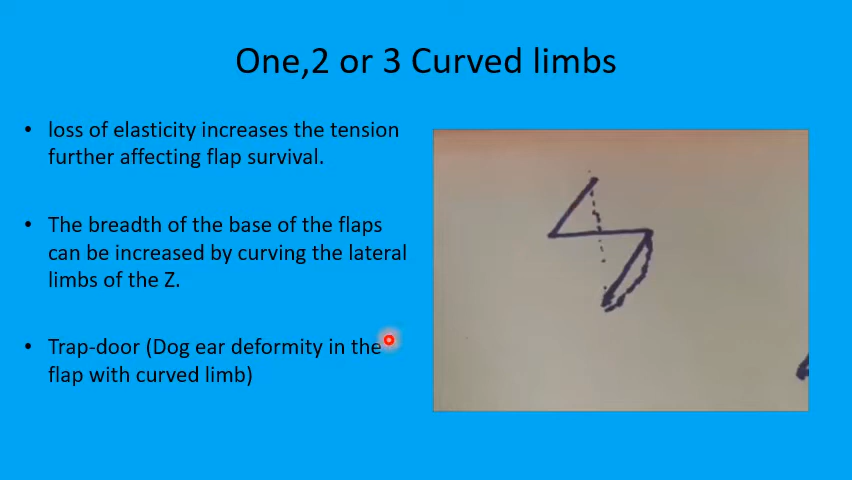 One,2 or 3 Curved limbs
• loss of elasticity increases the tension
further affecting flap survival.
• The breadth of the base of the flaps
can be increased by curving the lateral
limbs of the Z.
• Trap-door (Dog ear deformity in the
flap with curved limb)